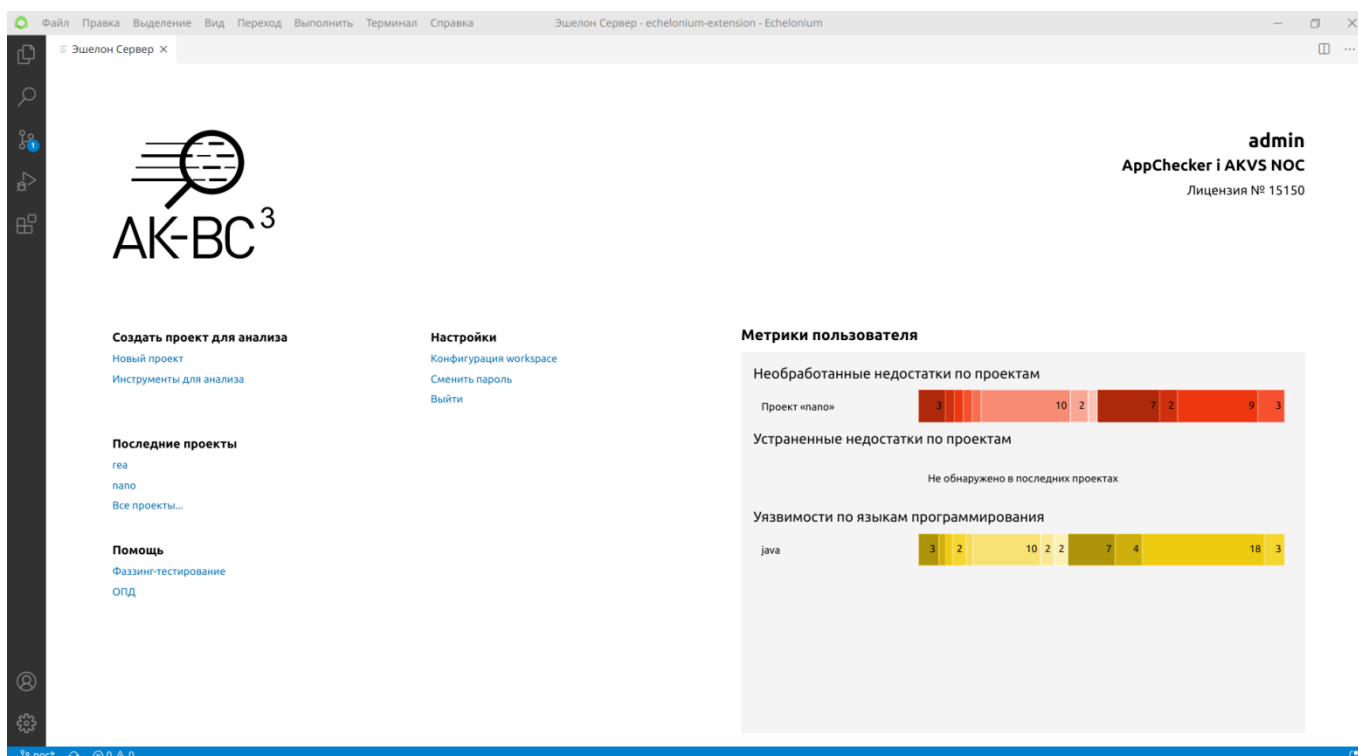 Файл Правка Выделение Вид Переход Выполнить Терминал Справка Эшелон Сервер - echelonium-extension - Echelonium
Эшелон Сервер
1
АК-ВС³
admin
AppChecker i AKVS NOC
Лицензия № 15150
Создать проект для анализа
Новый проект
Инструменты для анализа
Настройки
Конфигурация workspace
Сменить пароль
Выйти
Последние проекты
rea
nano
Все проекты...
Помощь
Фаззинг-тестирование
ОПД
Метрики пользователя
Необработанные недостатки по проектам
Проект «nano» 3 10 2 7 2 9 3
Устраненные недостатки по проектам
Не обнаружено в последних проектах
Уязвимости по языкам программирования
java 3 2 10 2 2 7 4 18 3